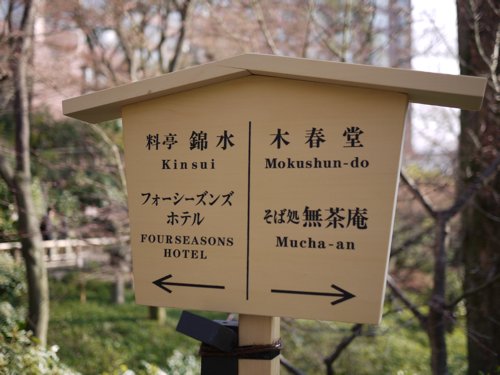 料亭 錦水
Kinsui
フォーシーズンズ
ホテル
FOURSEASONS
HOTEL
木春堂
Mokushun-do
そば処 無茶庵
Mucha-an